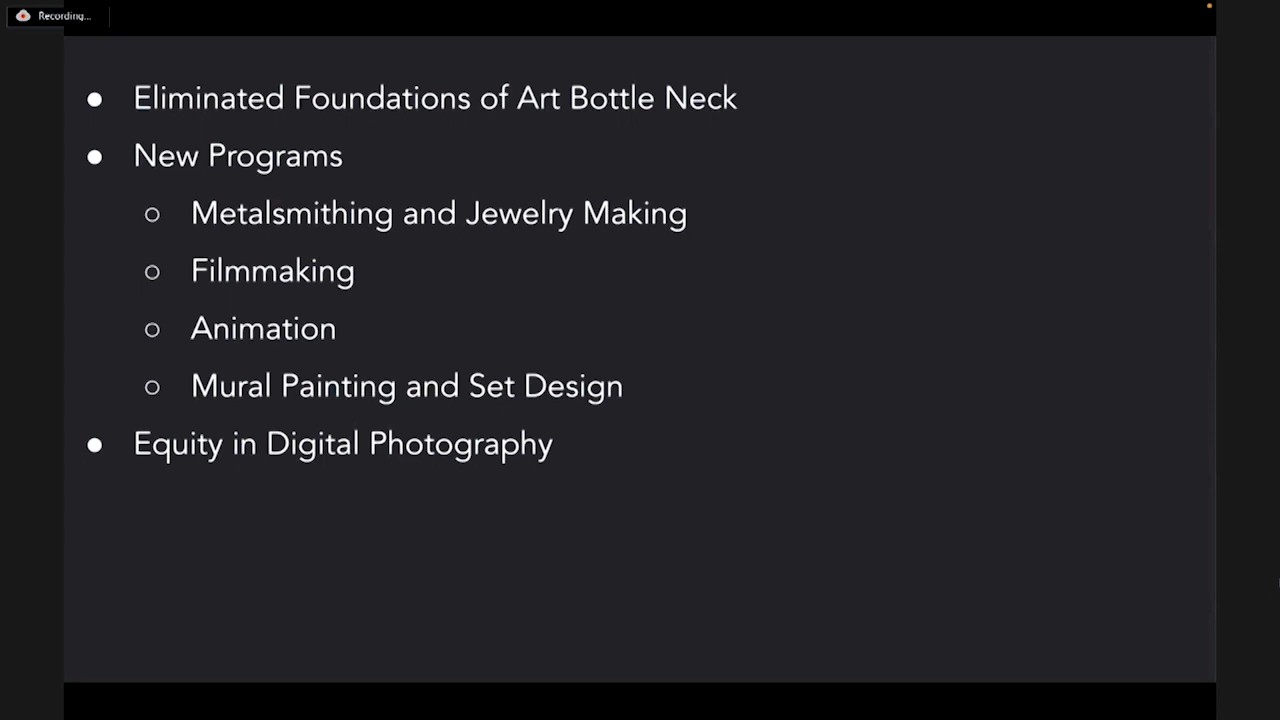 Recording...
● Eliminated Foundations of Art Bottle Neck
● New Programs
○ Metalsmithing and Jewelry Making
○ Filmmaking
○ Animation
○ Mural Painting and Set Design
● Equity in Digital Photography